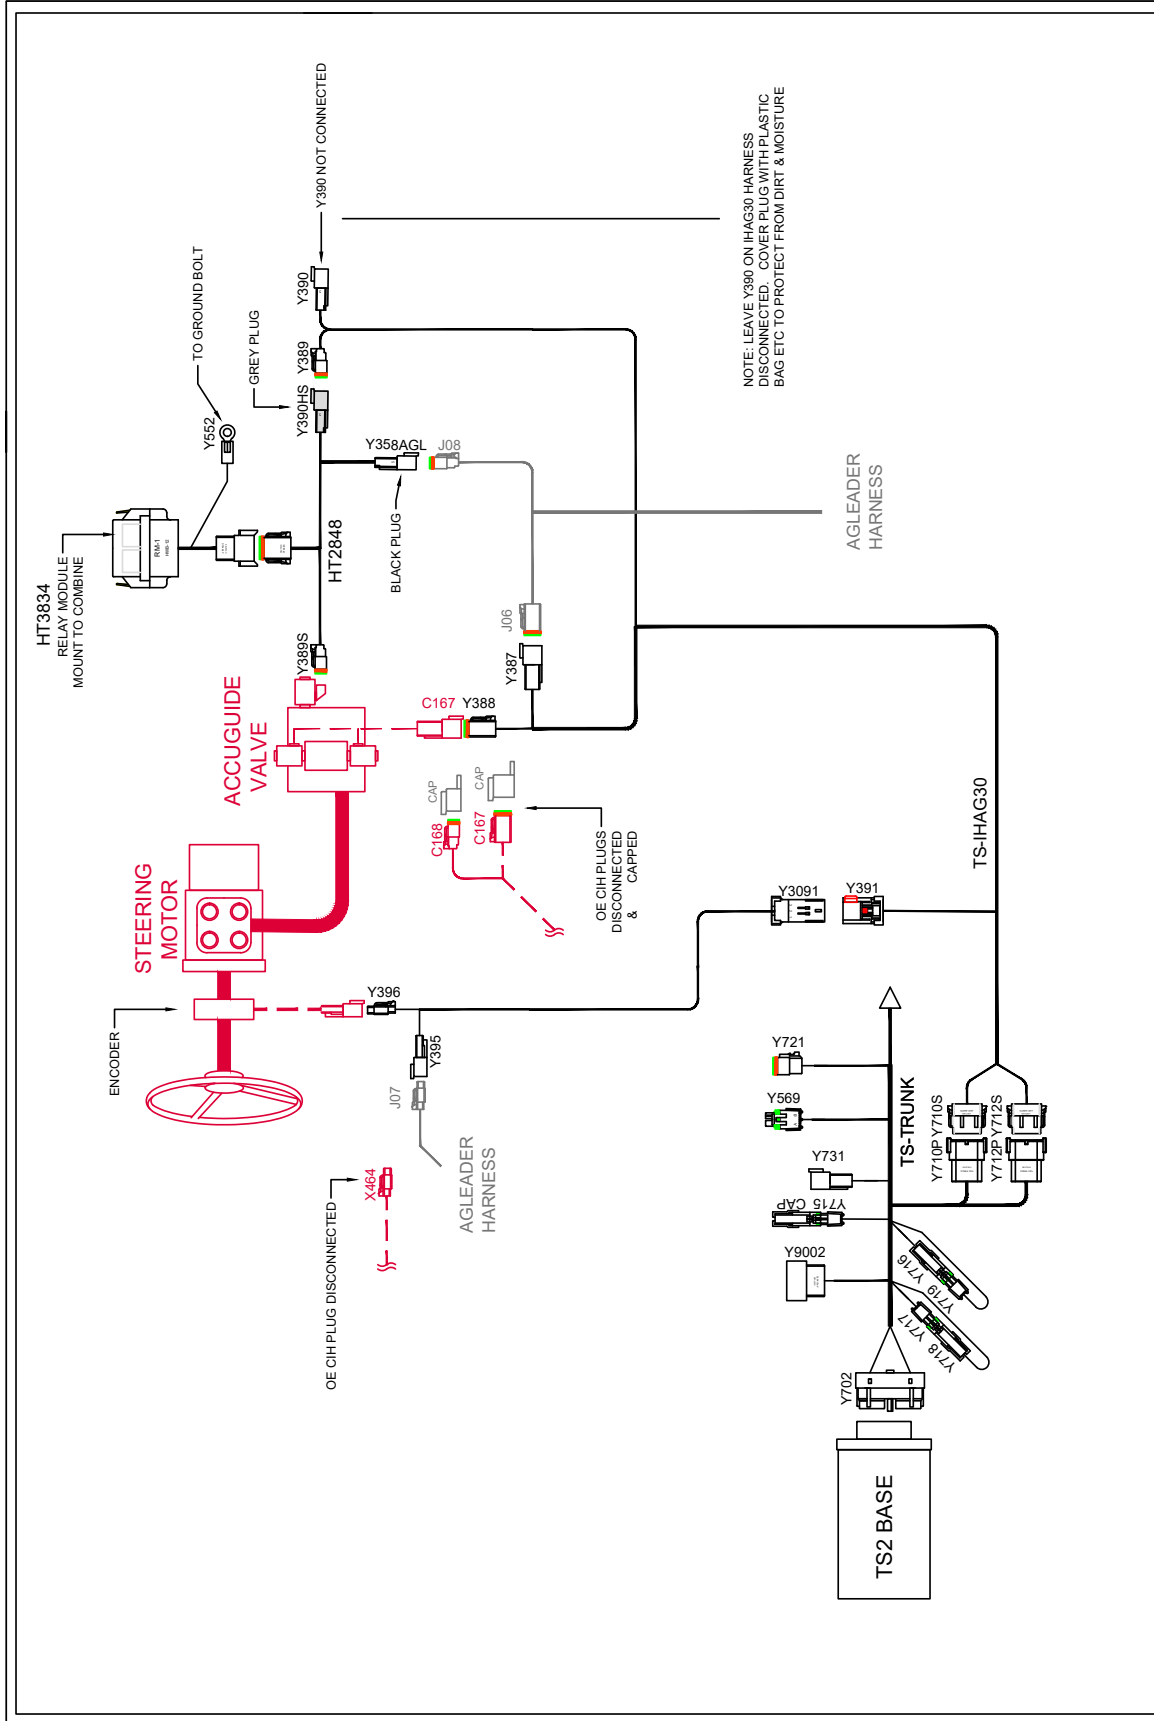 HT3834
RELAY MODULE
MOUNT TO COMBINE
RM-1
Y552
TO GROUND BOLT
GREY PLUG
Y390 NOT CONNECTED
Y389S
HT2848
Y390HS
Y389
Y390
BLACK PLUG
Y358AGL
J08
NOTE: LEAVE Y390 ON IHAG30 HARNESS
DISCONNECTED. COVER PLUG WITH PLASTIC
BAG ETC TO PROTECT FROM DIRT & MOISTURE
AGLEADER
HARNESS
J06
Y387
ACCUGUIDE
VALVE
C167
Y388
CAP
CAP
C168
C167
OE CIH PLUGS
DISCONNECTED
& CAPPED
STEERING
MOTOR
ENCODER
Y396
Y395
J07
AGLEADER
HARNESS
X464
OE CIH PLUG DISCONNECTED
Y3091
Y391
TS-IHAG30
Y721
Y569
Y731
Y715 CAP
Y9002
TS-TRUNK
Y710P
Y710S
Y712P
Y712S
Y716
Y719
Y717
Y718
Y702
TS2 BASE